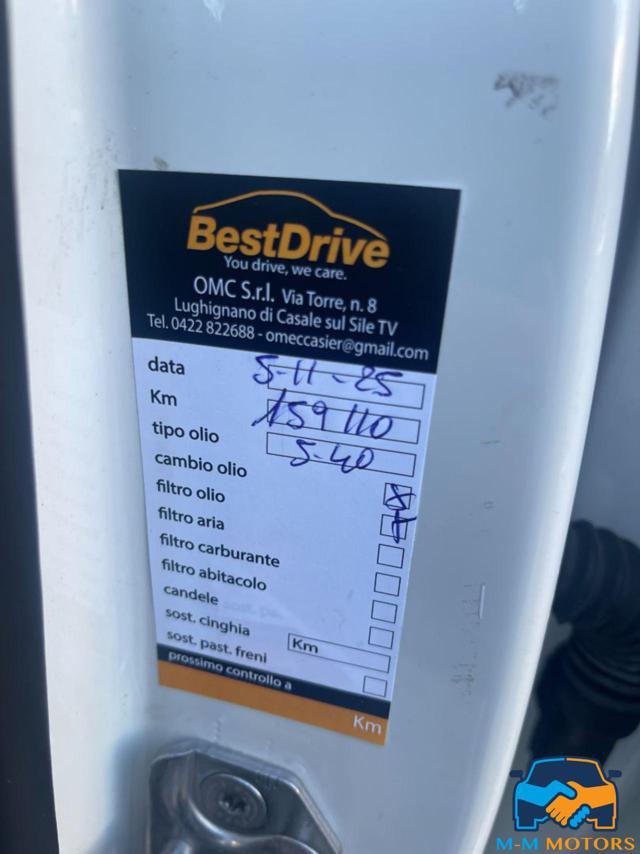 BestDrive
You drive, we care.
OMC S.r.l. Via Torre, n. 8
Lughignano di Casale sul Sile TV
Tel. 0422 822688 - omeccasier@gmail.com
data 5-11-25
Km 159110
tipo olio 5-40
cambio olio X
filtro olio X
filtro aria
filtro carburante
filtro abitacolo
candele
sost. cinghia Km
sost. past. freni
prossimo controllo a
Km
M-M MOTORS